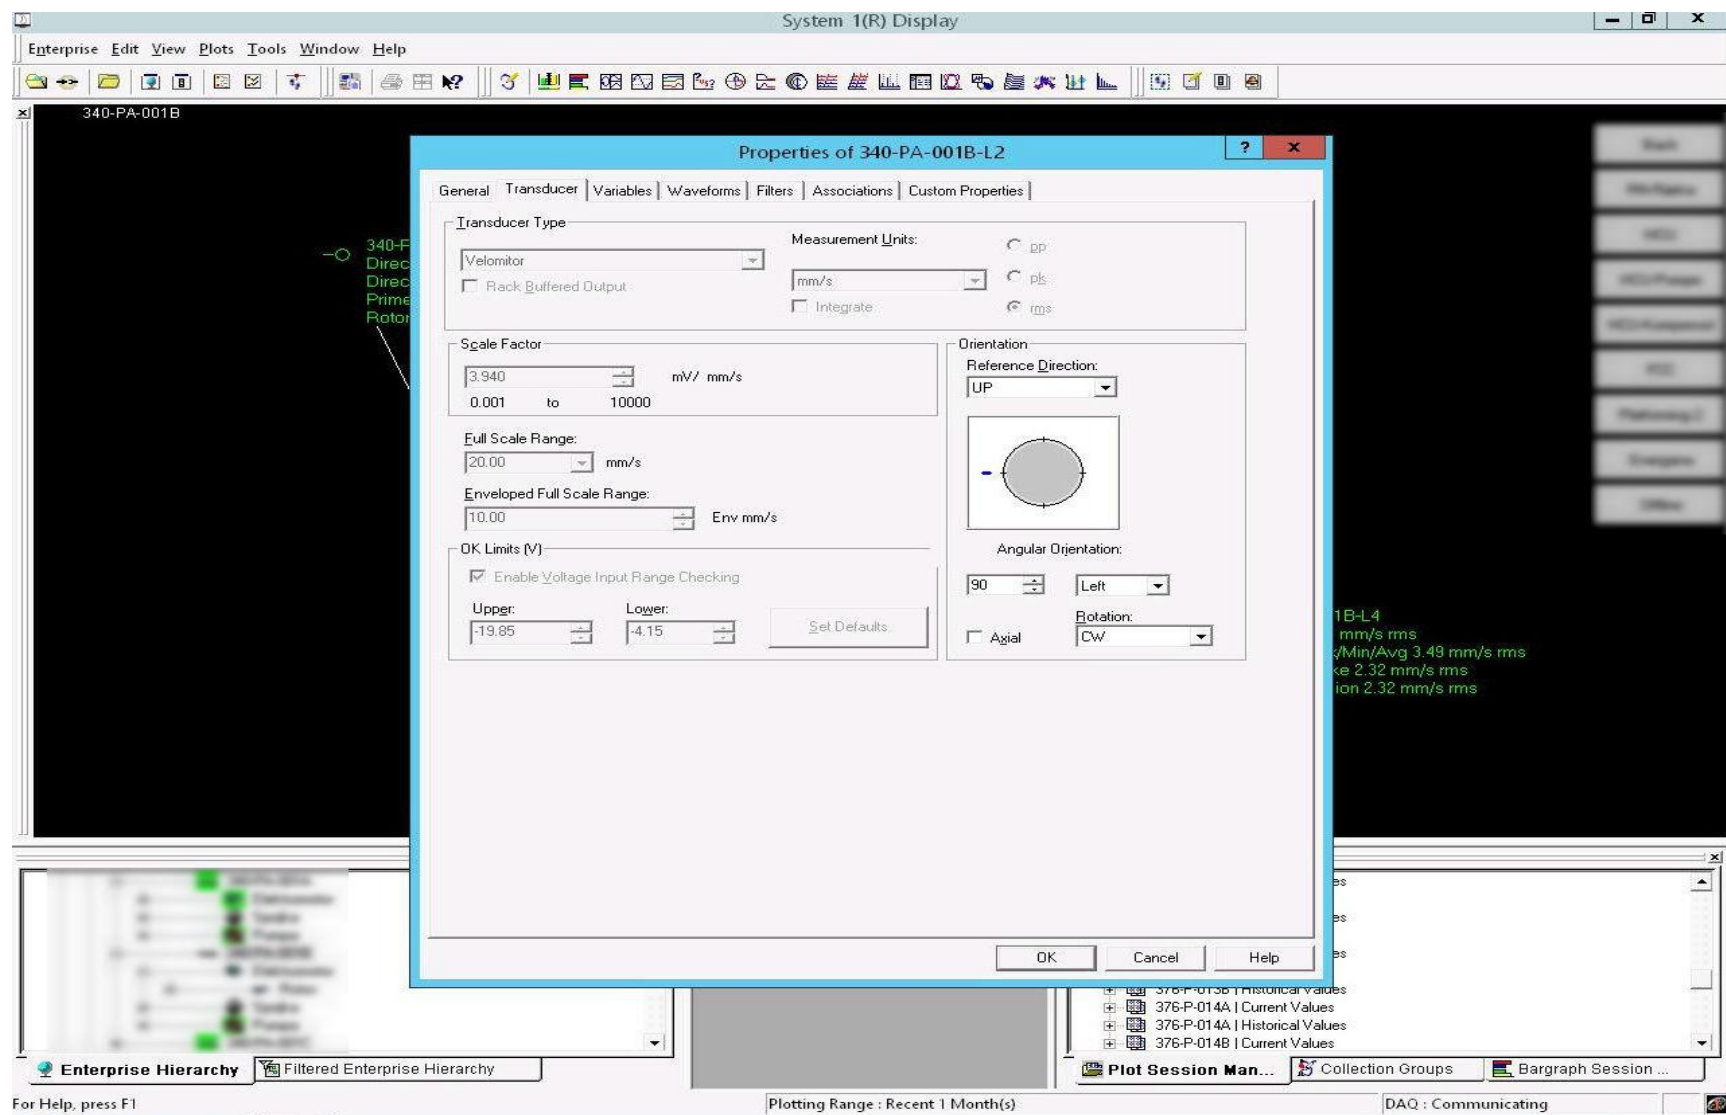 System 1(R) Display
Enterprise Edit View Plots Tools Window Help
340-PA-001B
Properties of 340-PA-001B-L2
General Transducer Variables Waveforms Filters Associations Custom Properties
Transducer Type
Velomitor
Rack Buffered Output
Measurement Units:
mm/s
Integrate
pp
pk
rms
Scale Factor
3.940 mV/ mm/s
0.001 to 10000
Full Scale Range:
20.00 mm/s
Enveloped Full Scale Range:
10.00 Env mm/s
OK Limits (V)
Enable Voltage Input Range Checking
Upper: Lower:
-19.85 -4.15 Set Defaults
Orientation
Reference Direction:
UP
Angular Orientation:
90 Left
Rotation:
Axial CW
OK Cancel Help
340-F
Direc
Direc
Prime
Rotor
1B-L4
mm/s rms
/Min/Avg 3.49 mm/s rms
ke 2.32 mm/s rms
ion 2.32 mm/s rms
es
es
es
376-P-013B | Historical Values
376-P-014A | Current Values
376-P-014A | Historical Values
376-P-014B | Current Values
Enterprise Hierarchy Filtered Enterprise Hierarchy
Plot Session Man... Collection Groups Bargraph Session ...
For Help, press F1 Plotting Range : Recent 1 Month(s) DAQ : Communicating